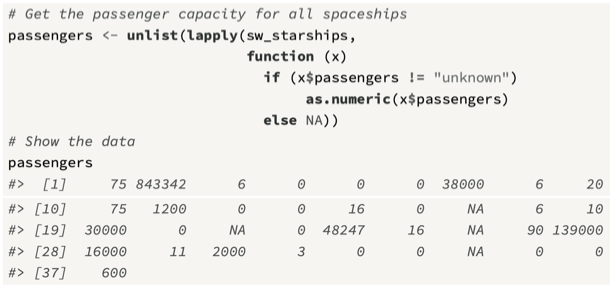 # Get the passenger capacity for all spaceships
passengers <- unlist(lapply(sw_starships,
                            function (x)
                              if (x$passengers != "unknown")
                                   as.numeric(x$passengers)
                              else NA))
# Show the data
passengers
#>  [1]     75 843342      6      0      0      0  38000      6     20
#> [10]     75   1200      0      0     16      0     NA      6     10
#> [19]  30000      0     NA      0  48247     16     NA     90 139000
#> [28]  16000     11   2000      3      0      0     NA      0      0
#> [37]    600